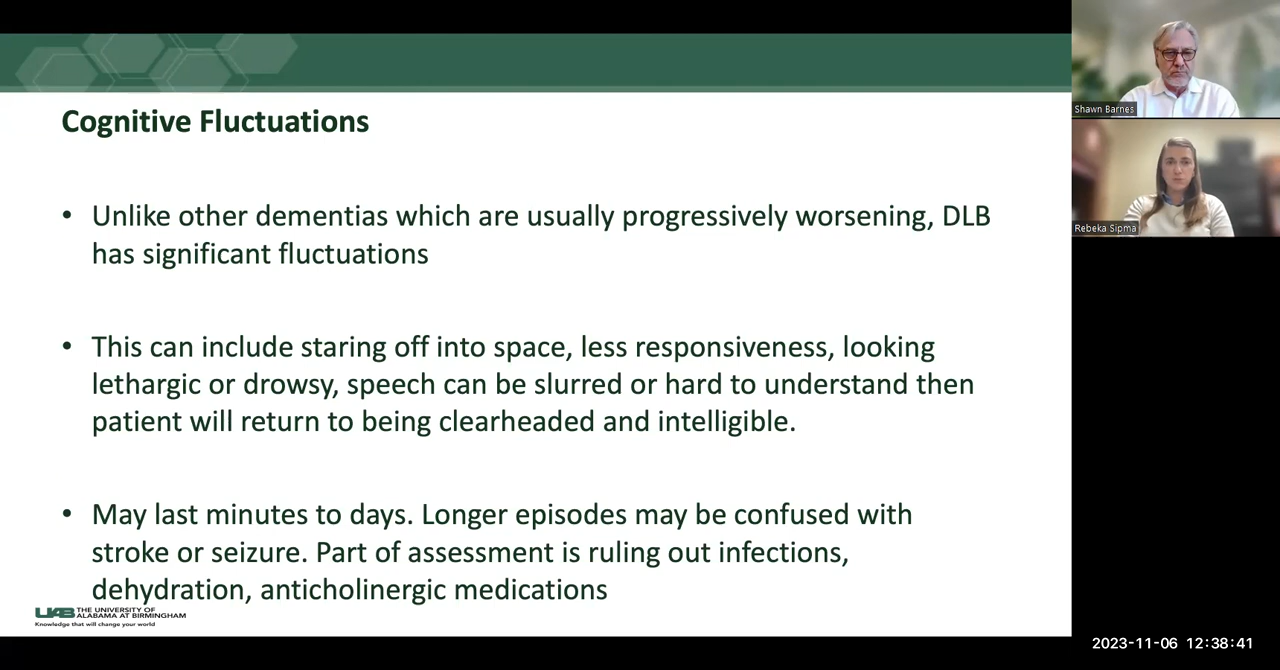 Cognitive Fluctuations
• Unlike other dementias which are usually progressively worsening, DLB
has significant fluctuations
• This can include staring off into space, less responsiveness, looking
lethargic or drowsy, speech can be slurred or hard to understand then
patient will return to being clearheaded and intelligible.
• May last minutes to days. Longer episodes may be confused with
stroke or seizure. Part of assessment is ruling out infections,
dehydration, anticholinergic medications
UAB THE UNIVERSITY OF
ALABAMA AT BIRMINGHAM
Knowledge that will change your world
Shawn Barnes
Rebeka Sipma
2023-11-06 12:38:41